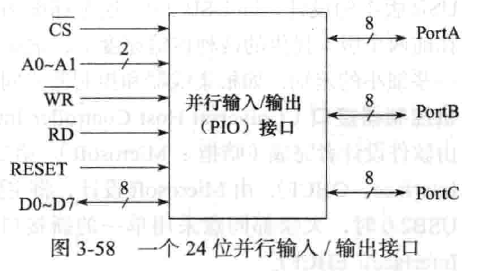 CS
A0~A1
2
WR
RD
RESET
D0~D7
8
并行输入/输出
(PIO) 接口
8
PortA
8
PortB
8
PortC
图 3-58 一个 24 位并行输入 / 输出接口